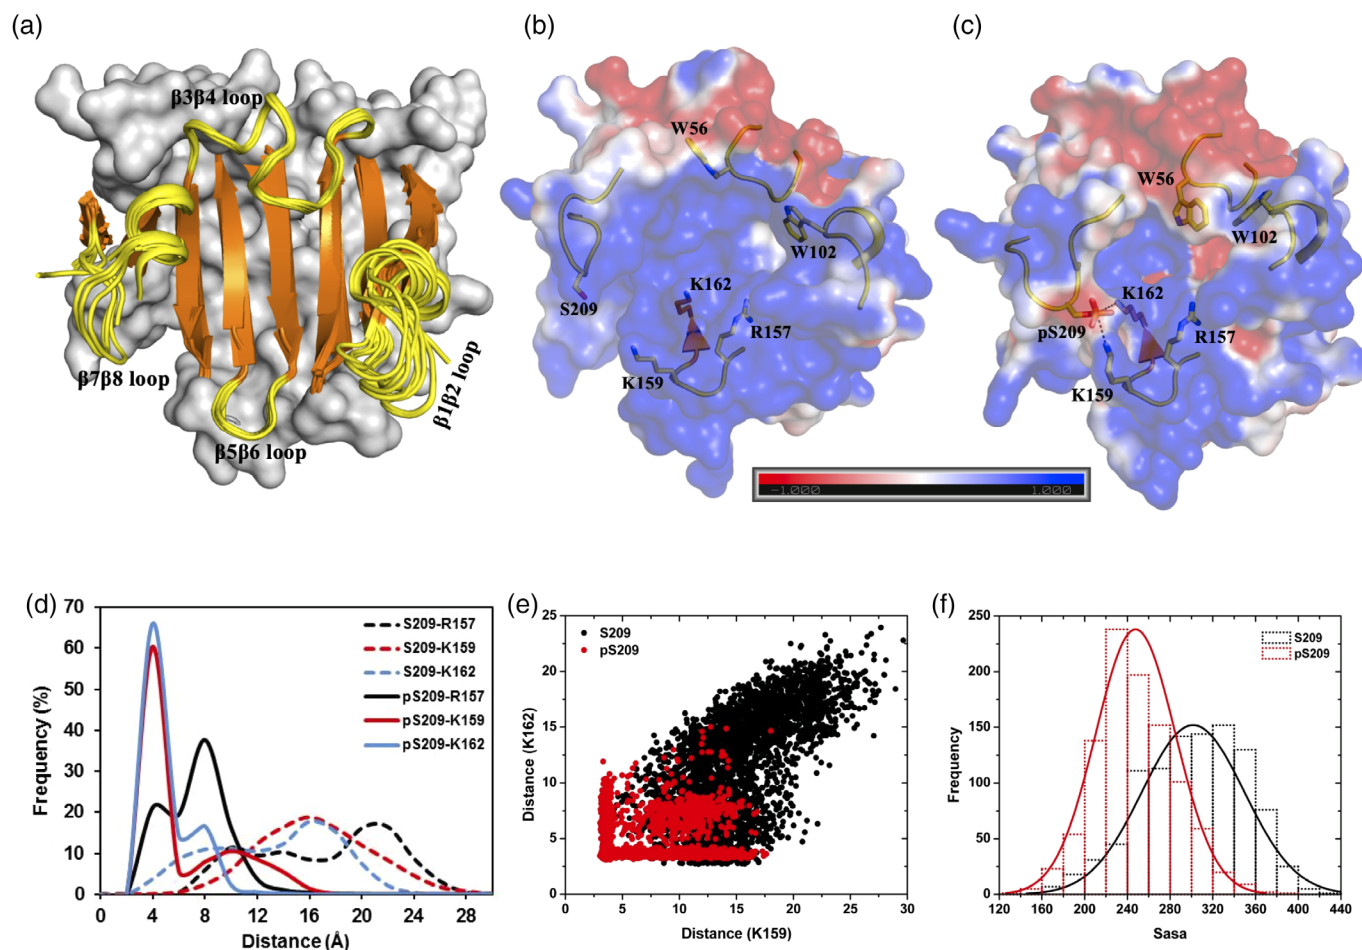 (a)
β3β4 loop
β7β8 loop
β5β6 loop
β1β2 loop
(b)
W56
W102
K162
S209
R157
K159
(c)
W56
W102
K162
pS209
R157
K159
-1.000 1.000
(d)
Frequency (%)
70
60
50
40
30
20
10
0
S209-R157
S209-K159
S209-K162
pS209-R157
pS209-K159
pS209-K162
0 4 8 12 16 20 24 28
Distance (Å)
(e)
Distance (K162)
25
20
15
10
5
0
S209
pS209
0 5 10 15 20 25 30
Distance (K159)
(f)
Frequency
250
200
150
100
50
0
S209
pS209
120 160 200 240 280 320 360 400 440
Sasa